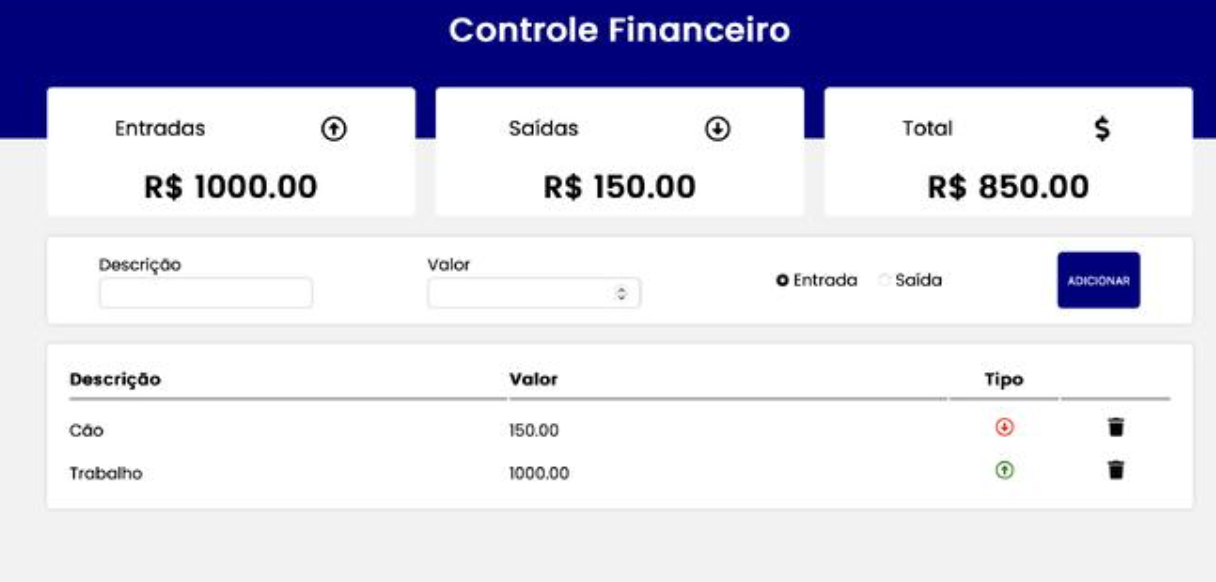 Controle Financeiro
Entradas
Saídas
Total
$
R$ 1000.00
R$ 150.00
R$ 850.00
Descrição
Valor
Entrada
Saída
ADICIONAR
Descrição Valor Tipo
Cão 150.00
Trabalho 1000.00